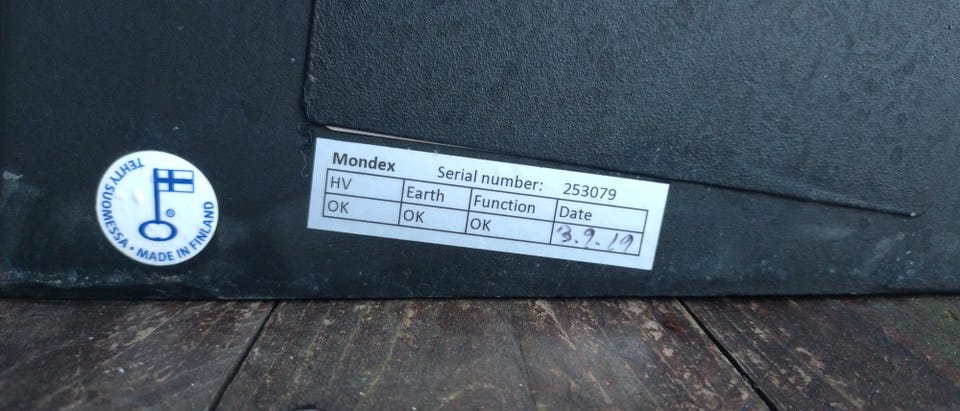 TEHTY SUOMESSA • MADE IN FINLAND
®
Mondex Serial number: 253079
HV Earth Function Date
OK OK OK 3.9.19